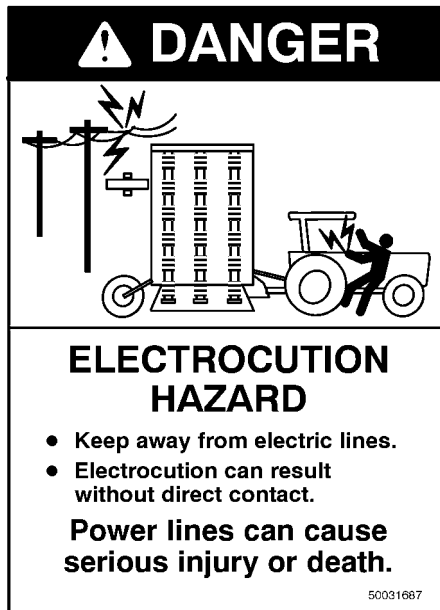 DANGER
ELECTROCUTION
HAZARD
● Keep away from electric lines.
● Electrocution can result
without direct contact.
Power lines can cause
serious injury or death.
50031687